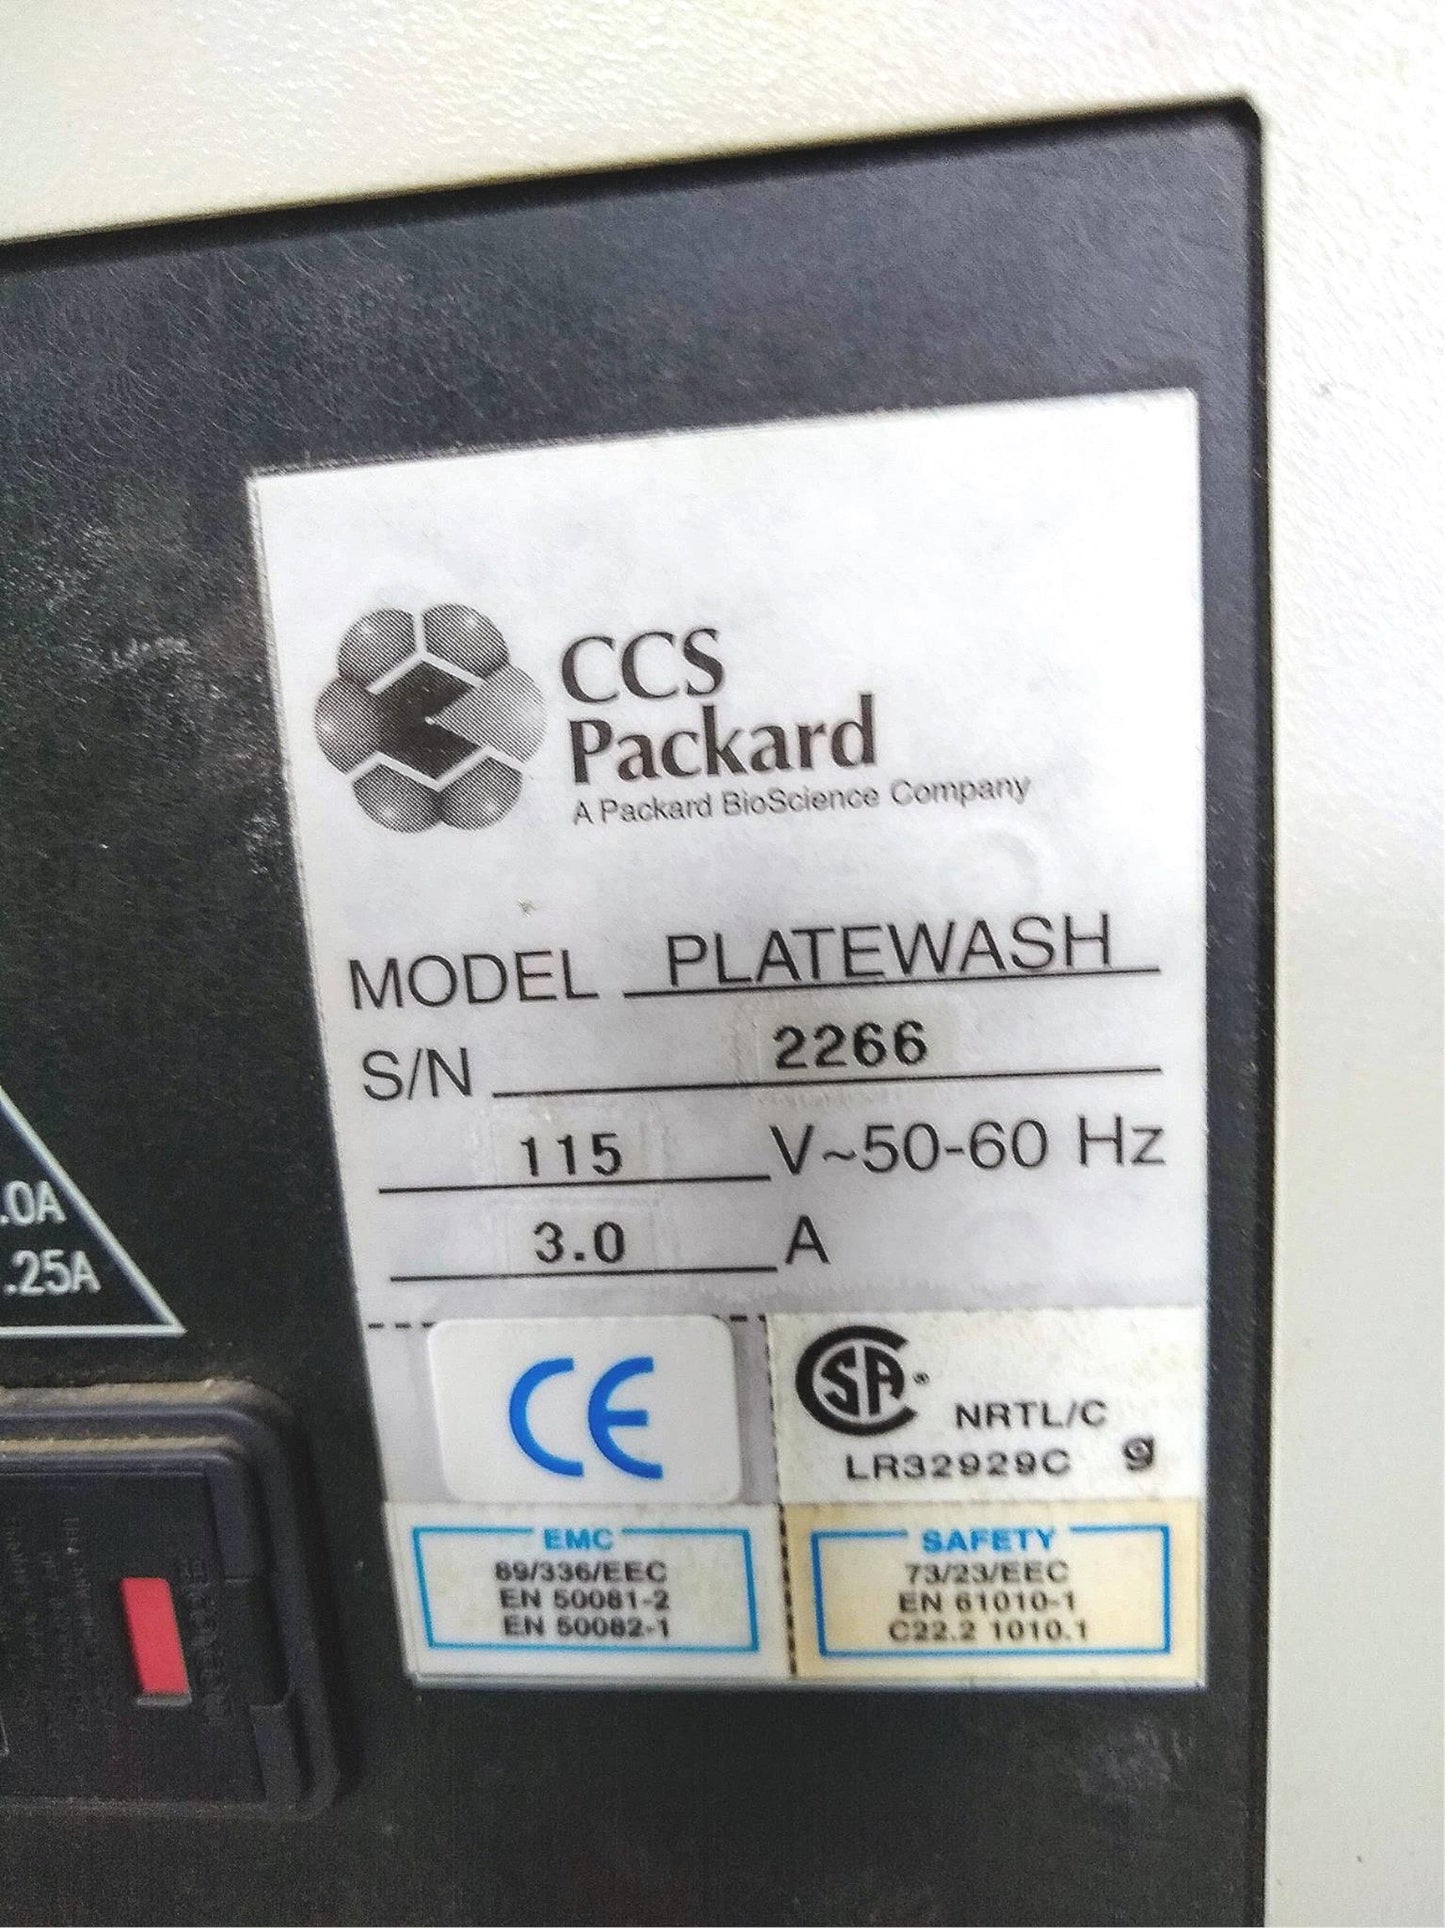 CCS
Packard
A Packard BioScience Company
MODEL PLATEWASH
S/N 2266
115 V~50-60 Hz
3.0 A
.0A
.25A
CE
SA®
NRTL/C
LR32929C 9
EMC
89/336/EEC
EN 50081-2
EN 50082-1
SAFETY
73/23/EEC
EN 61010-1
C22.2 1010.1